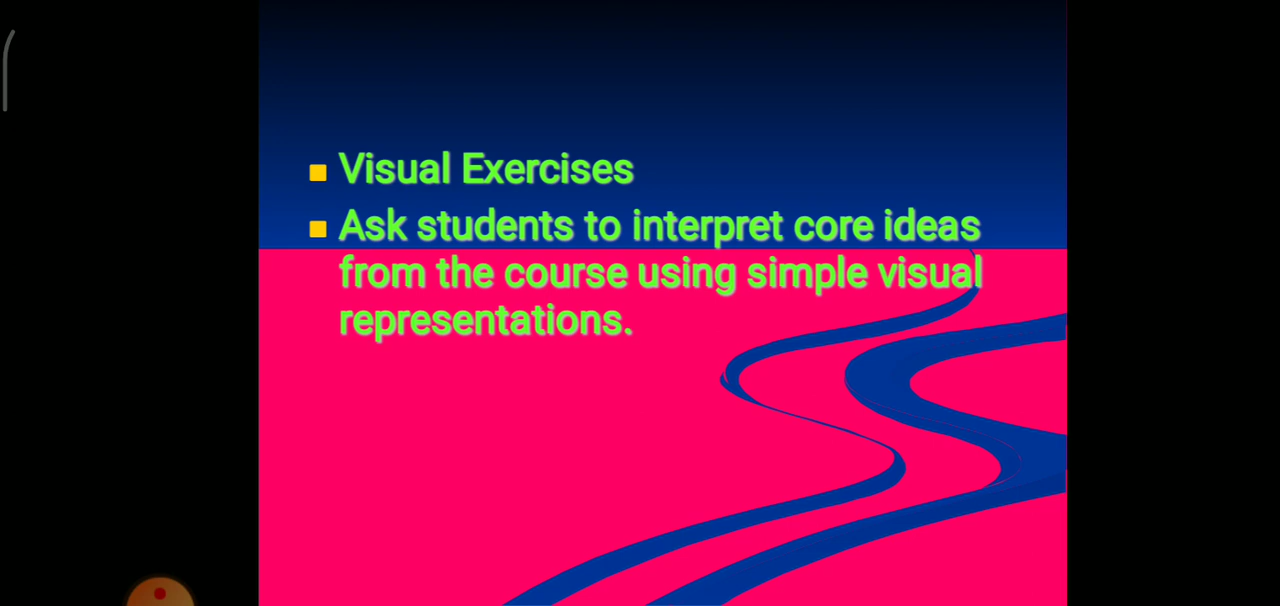 Visual Exercises
Ask students to interpret core ideas
from the course using simple visual
representations.